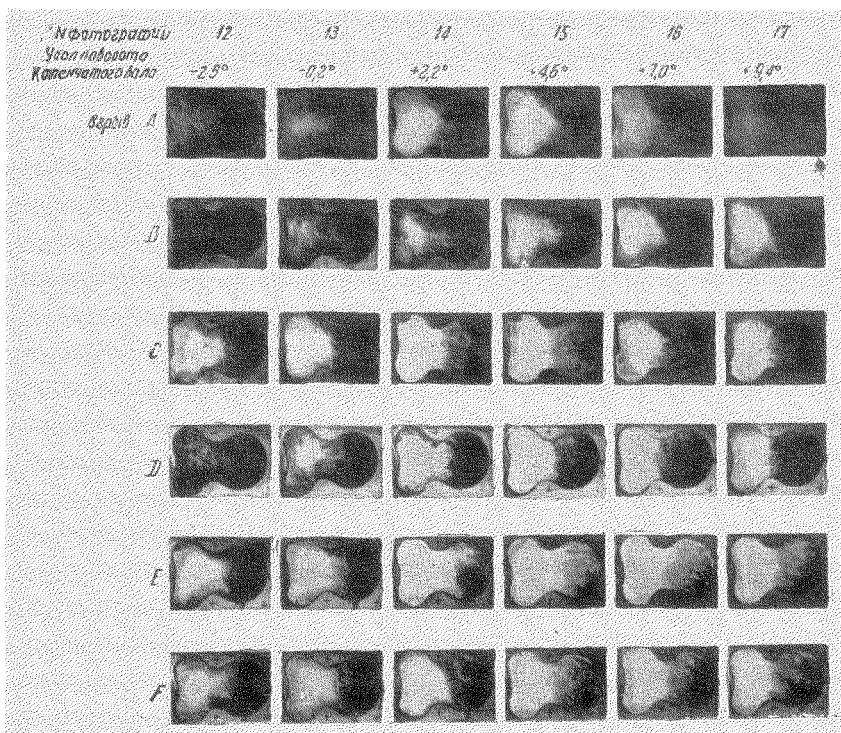 N фотографии 12 13 14 15 16 17
Угол поворота
Коленчатого вала -2,5° -0,2° +2,2° +4,6° +7,0° +9,4°
взрыв A
B
C
D
E
F